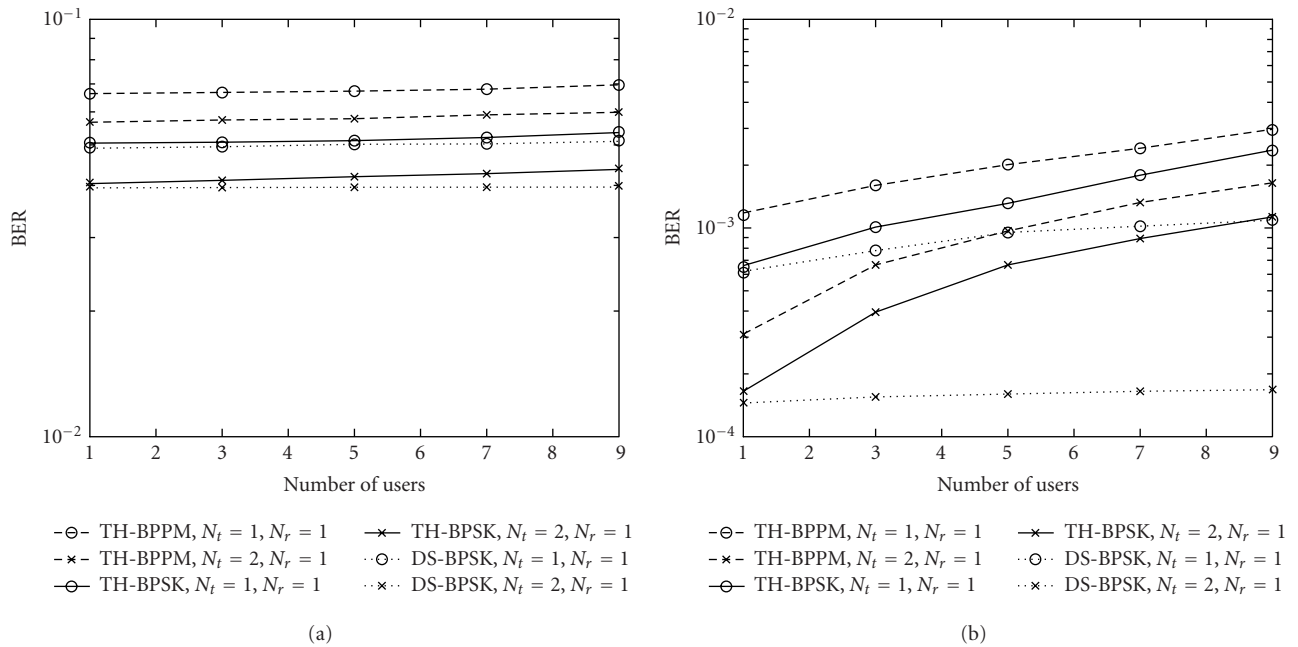 10^{-1}
BER
10^{-2}
1 2 3 4 5 6 7 8 9
Number of users
TH-BPPM, N_t = 1, N_r = 1
TH-BPPM, N_t = 2, N_r = 1
TH-BPSK, N_t = 1, N_r = 1
TH-BPSK, N_t = 2, N_r = 1
DS-BPSK, N_t = 1, N_r = 1
DS-BPSK, N_t = 2, N_r = 1
(a)
10^{-2}
10^{-3}
BER
10^{-4}
1 2 3 4 5 6 7 8 9
Number of users
TH-BPPM, N_t = 1, N_r = 1
TH-BPPM, N_t = 2, N_r = 1
TH-BPSK, N_t = 1, N_r = 1
TH-BPSK, N_t = 2, N_r = 1
DS-BPSK, N_t = 1, N_r = 1
DS-BPSK, N_t = 2, N_r = 1
(b)